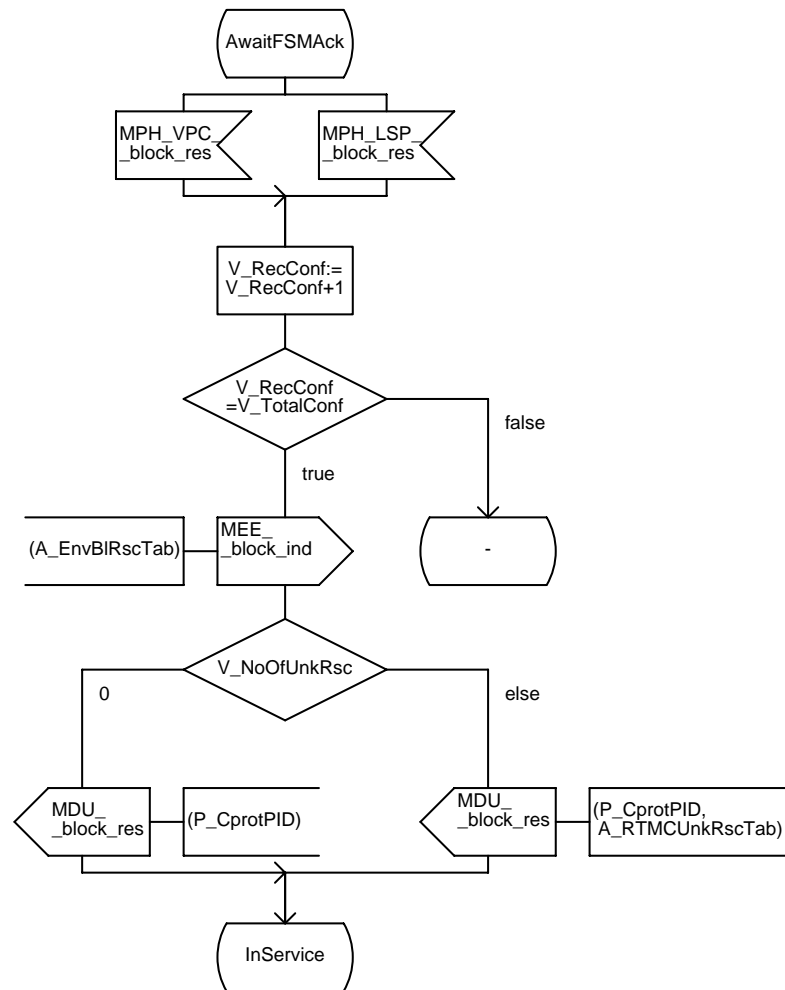 AwaitFSMAck
MPH_VPC_
_block_res
MPH_LSP_
_block_res
V_RecConf:=
V_RecConf+1
V_RecConf
=V_TotalConf
false
true
(A_EnvBlRscTab)
MEE_
_block_ind
-
V_NoOfUnkRsc
0
else
MDU_
_block_res
(P_CprotPID)
MDU_
_block_res
(P_CprotPID,
A_RTMCUnkRscTab)
InService